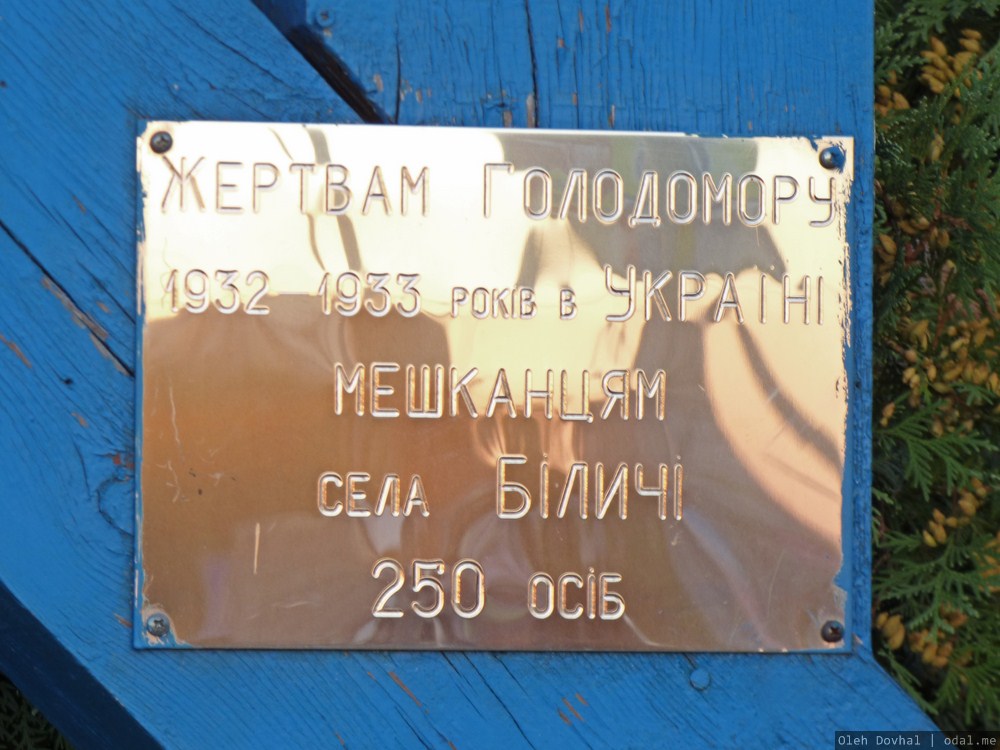 Жертвам Голодомору
1932 - 1933 років в Україні
мешканцям
села Біличі
250 осіб
Oleh Dovhal | odal.me